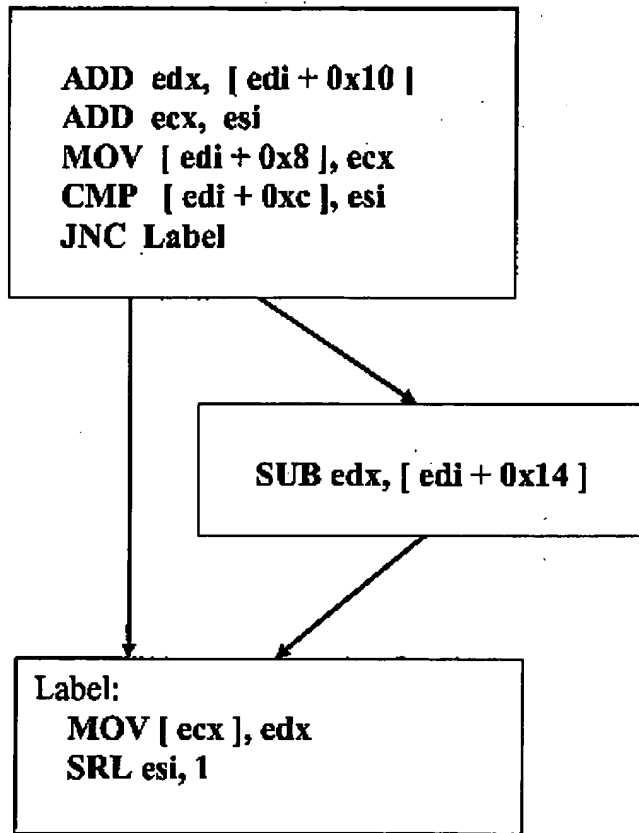 ADD edx, [ edi + 0x10 ]
ADD ecx, esi
MOV [ edi + 0x8 ], ecx
CMP [ edi + 0xc ], esi
JNC Label
SUB edx, [ edi + 0x14 ]
Label:
MOV [ ecx ], edx
SRL esi, 1